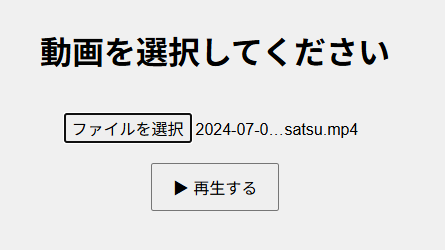 動画を選択してください
ファイルを選択 2024-07-0…satsu.mp4
▶ 再生する